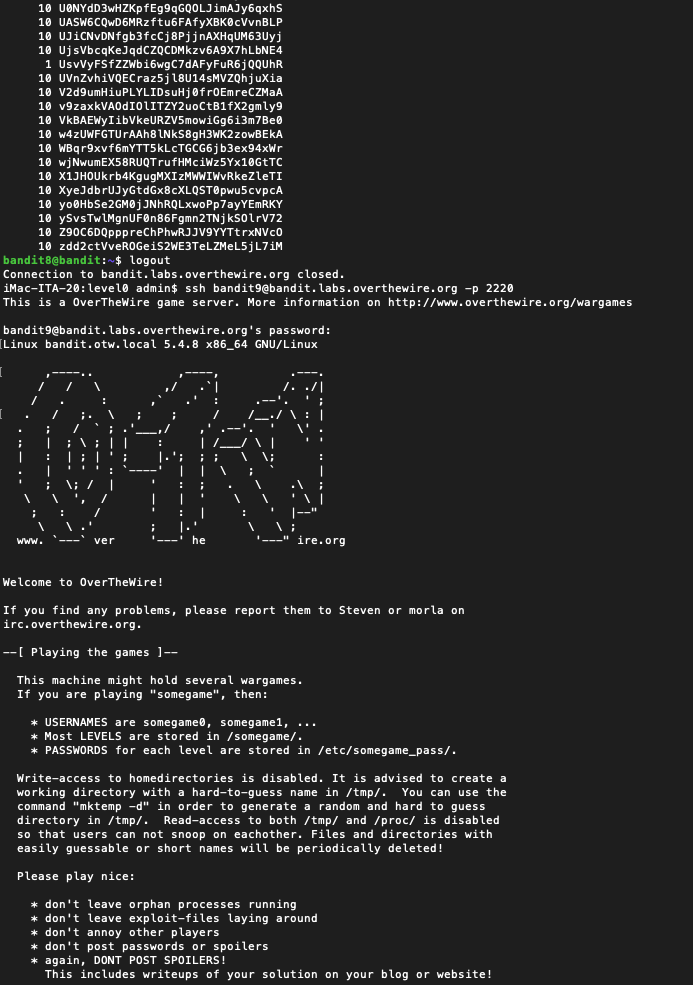 10 U0NYdD3wHZKpfEg9qGQOLJimAJy6qxhS
10 UASW6CQwD6MRzftu6FAfyXBK0cVvnBLP
10 UJiCNvDNfgb3fcCj8PjjnAXHqUM63Uyj
10 UjsVbcqKeJqdCZQCDMkzv6A9X7hLbNE4
1 UsvVyFSfZZWbi6wgC7dAFyFuR6jQQUhR
10 UVnZvhiVQECraz5jl8U14sMVZQhjuXia
10 V2d9umHiuPLYLIDsuHj0frOEmreCZMaA
10 v9zaxkVAOdIOlITZY2uoCtB1fX2gmly9
10 VkBAEWyIibVkeURZV5mowiGg6i3m7Be0
10 w4zUWFGTUrAAh8lNkS8gH3WK2zowBEkA
10 WBqr9xvf6mYTT5kLcTGCG6jb3ex94xWr
10 wjNwumEX58RUQTrufHMciWz5Yx10GtTC
10 X1JHOUkrb4KgugMXIzMWWIWvRkeZleTI
10 XyeJdbrUJyGtdGx8cXLQST0pwu5cvpcA
10 yo0HbSe2GM0jJNhRQLxwoPp7ayYEmRKY
10 ySvsTwlMgnUF0n86Fgmn2TNjkSOlrV72
10 Z9OC6DQpppreChPhwRJJV9YYTtrxNVcO
10 zdd2ctVveROGeiS2WE3TeLZMeL5jL7iM
bandit8@bandit:~$ logout
Connection to bandit.labs.overthewire.org closed.
iMac-ITA-20:level0 admin$ ssh bandit9@bandit.labs.overthewire.org -p 2220
This is a OverTheWire game server. More information on http://www.overthewire.org/wargames
bandit9@bandit.labs.overthewire.org's password:
Linux bandit.otw.local 5.4.8 x86_64 GNU/Linux
www. `---` ver '---' he '---" ire.org
Welcome to OverTheWire!
If you find any problems, please report them to Steven or morla on
irc.overthewire.org.
--[ Playing the games ]--
This machine might hold several wargames.
If you are playing "somegame", then:
* USERNAMES are somegame0, somegame1, ...
* Most LEVELS are stored in /somegame/.
* PASSWORDS for each level are stored in /etc/somegame_pass/.
Write-access to homedirectories is disabled. It is advised to create a
working directory with a hard-to-guess name in /tmp/. You can use the
command "mktemp -d" in order to generate a random and hard to guess
directory in /tmp/. Read-access to both /tmp/ and /proc/ is disabled
so that users can not snoop on eachother. Files and directories with
easily guessable or short names will be periodically deleted!
Please play nice:
* don't leave orphan processes running
* don't leave exploit-files laying around
* don't annoy other players
* don't post passwords or spoilers
* again, DONT POST SPOILERS!
This includes writeups of your solution on your blog or website!